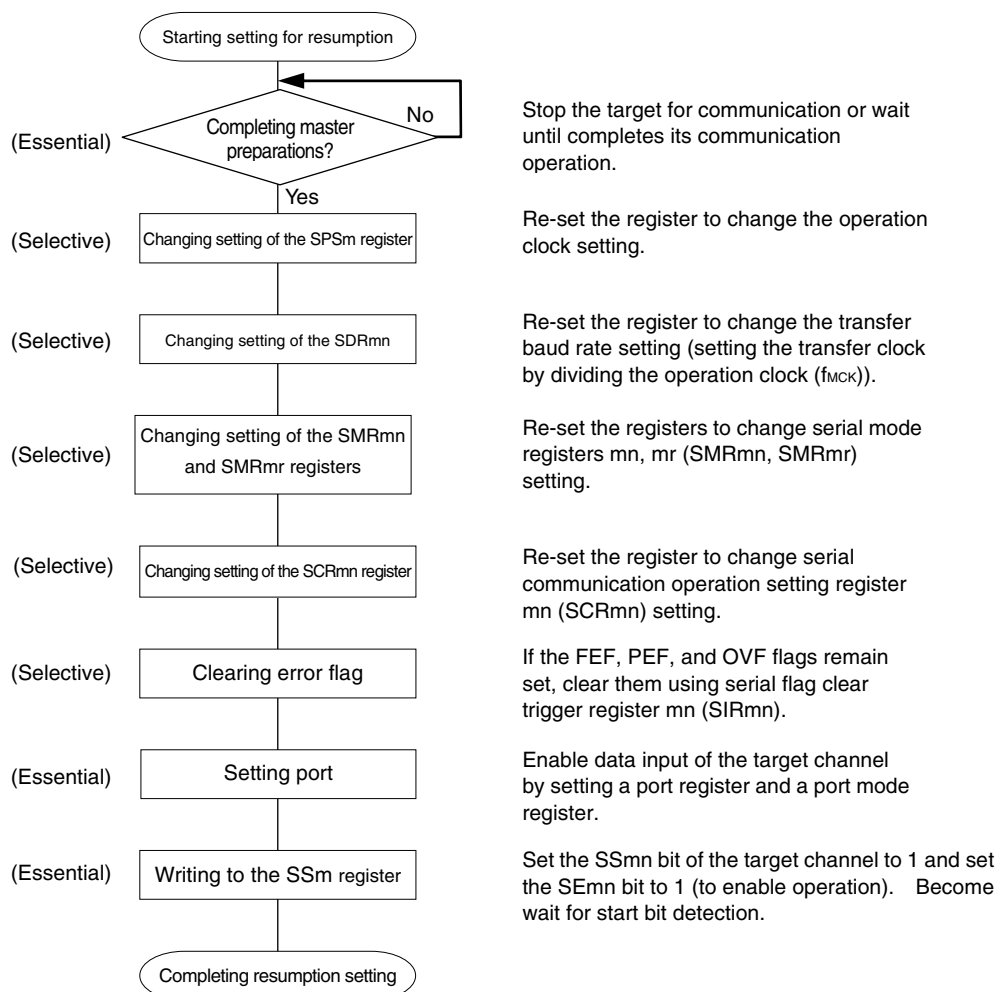 Starting setting for resumption
No
(Essential)
Completing master
preparations?
Stop the target for communication or wait
until completes its communication
operation.
Yes
(Selective)
Changing setting of the SPSm register
Re-set the register to change the operation
clock setting.
(Selective)
Changing setting of the SDRmn
Re-set the register to change the transfer
baud rate setting (setting the transfer clock
by dividing the operation clock (fMCK)).
(Selective)
Changing setting of the SMRmn
and SMRmr registers
Re-set the registers to change serial mode
registers mn, mr (SMRmn, SMRmr)
setting.
(Selective)
Changing setting of the SCRmn register
Re-set the register to change serial
communication operation setting register
mn (SCRmn) setting.
(Selective)
Clearing error flag
If the FEF, PEF, and OVF flags remain
set, clear them using serial flag clear
trigger register mn (SIRmn).
(Essential)
Setting port
Enable data input of the target channel
by setting a port register and a port mode
register.
(Essential)
Writing to the SSm register
Set the SSmn bit of the target channel to 1 and set
the SEmn bit to 1 (to enable operation). Become
wait for start bit detection.
Completing resumption setting